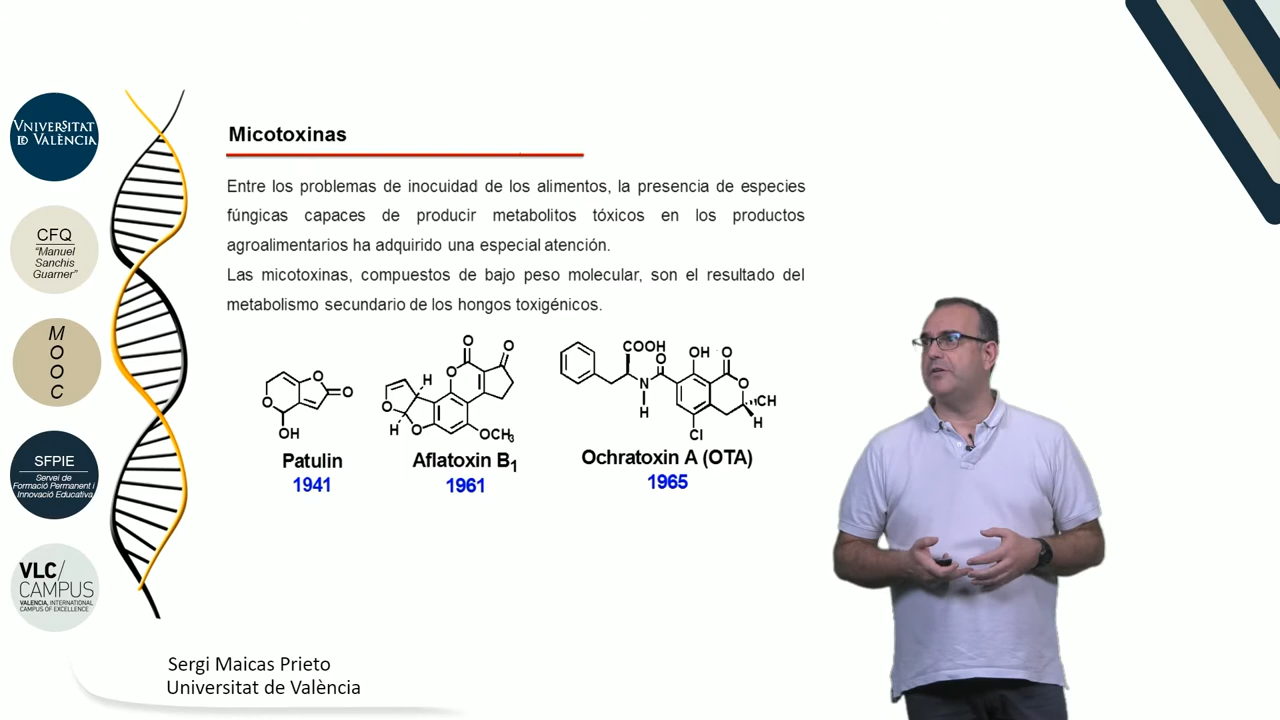 VNIVERSITAT
ID VALÈNCIA
CFQ
"Manuel
Sanchis
Guarner"
M
O
O
C
SFPIE
Servei de
Formació Permanent i
Innovació Educativa
VLC/
CAMPUS
VALENCIA, INTERNATIONAL
CAMPUS OF EXCELLENCE
Micotoxinas
Entre los problemas de inocuidad de los alimentos, la presencia de especies
fúngicas capaces de producir metabolitos tóxicos en los productos
agroalimentarios ha adquirido una especial atención.
Las micotoxinas, compuestos de bajo peso molecular, son el resultado del
metabolismo secundario de los hongos toxigénicos.
O
O
O
OH
Patulin
1941
O
O
O
H
O
H
O
OCH3
Aflatoxin B1
1961
COOH
O
OH
O
N
H
O
CH
H
Cl
Ochratoxin A (OTA)
1965
Sergi Maicas Prieto
Universitat de València